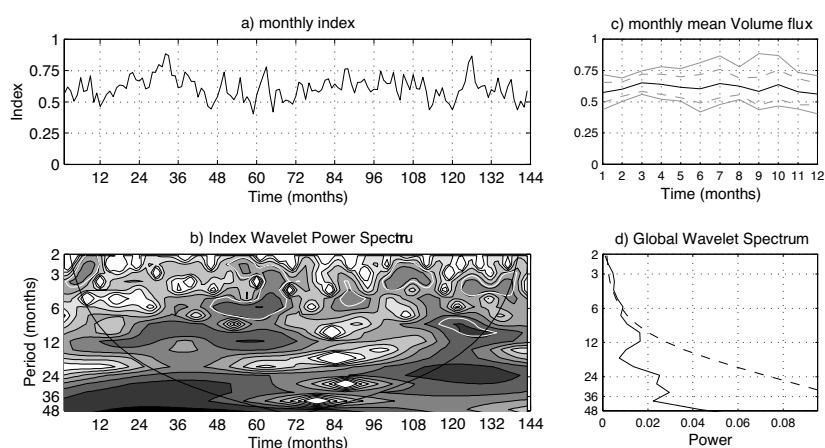 a) monthly index
1
0.75
0.5
0.25
0
Index
12 24 36 48 60 72 84 96 108 120 132 144
Time (months)
c) monthly mean Volume flux
1
0.75
0.5
0.25
0
1 2 3 4 5 6 7 8 9 10 11 12
Time (months)
b) Index Wavelet Power Spectru
2
3
6
12
24
36
48
Period (months)
12 24 36 48 60 72 84 96 108 120 132 144
Time (months)
d) Global Wavelet Spectrum
2
3
6
12
24
36
48
0 0.02 0.04 0.06 0.08
Power